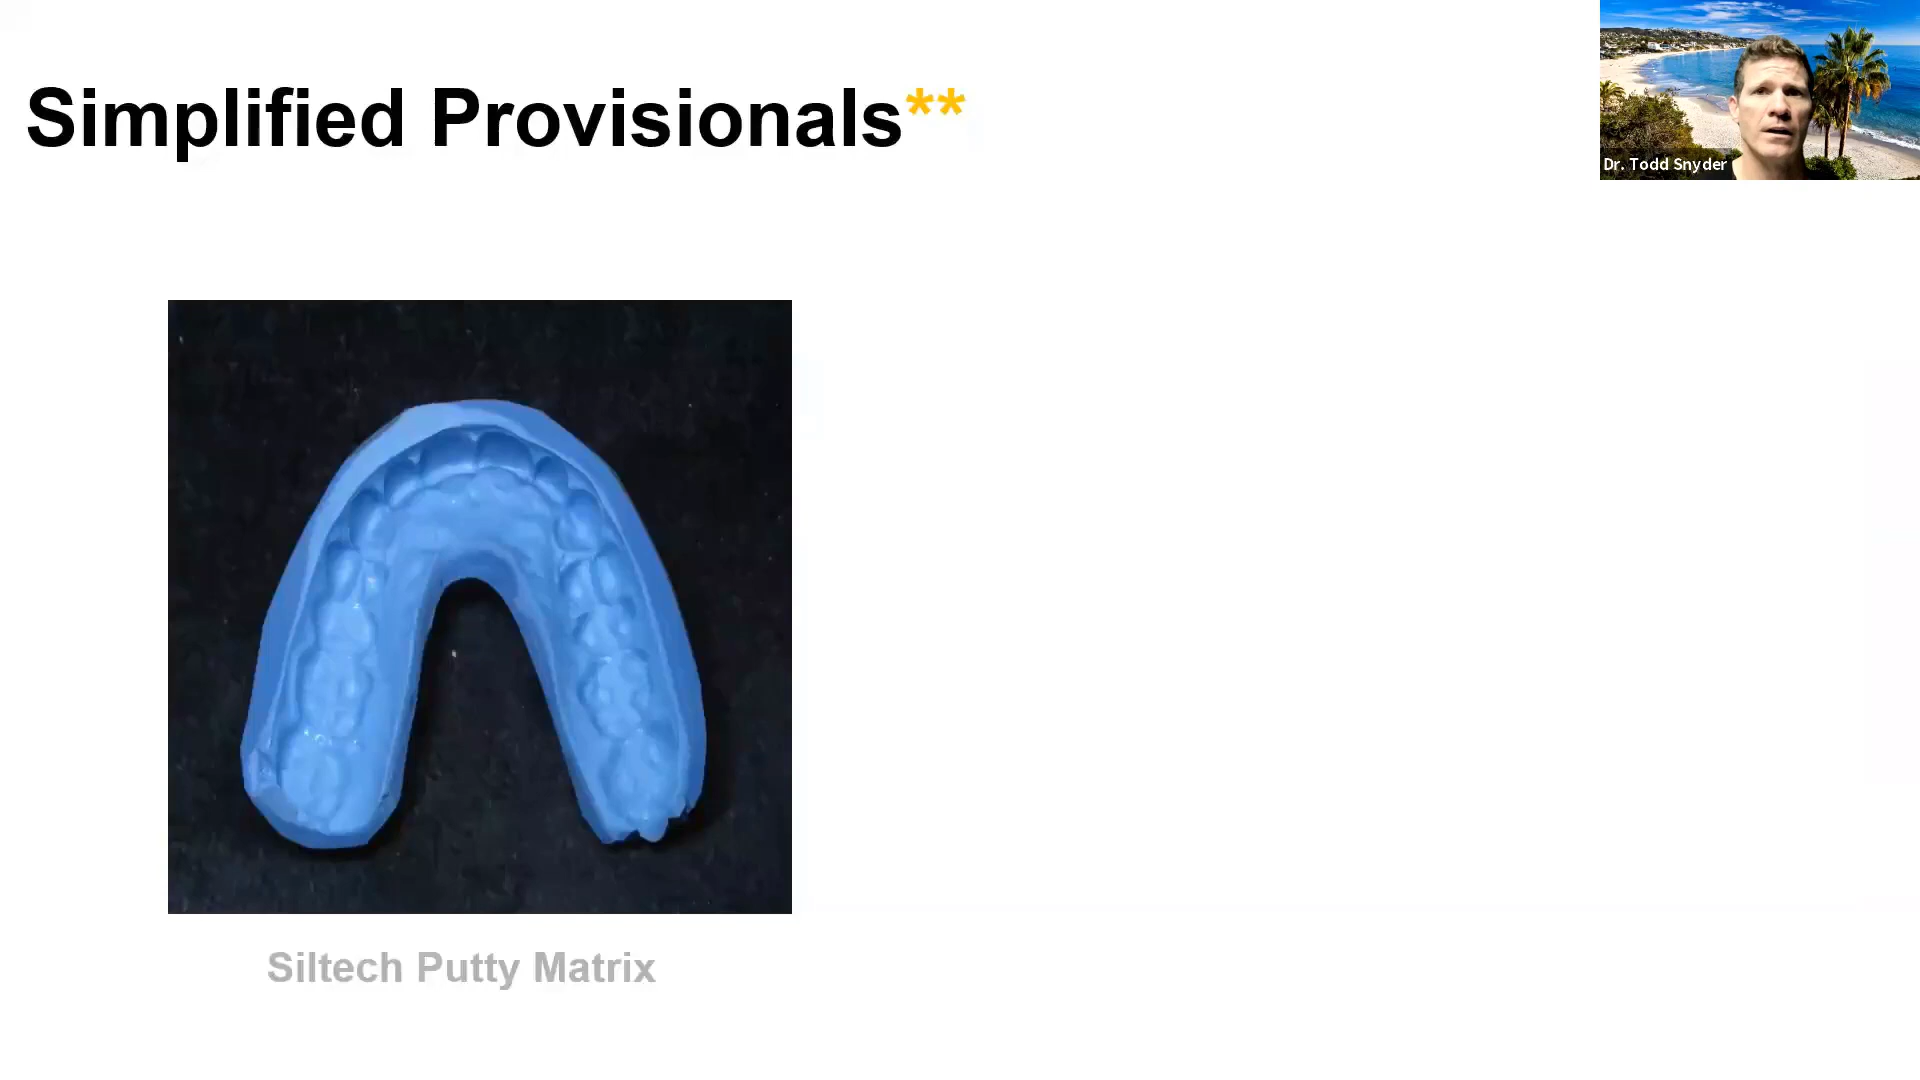 Simplified Provisionals**
Dr. Todd Snyder
Siltech Putty Matrix